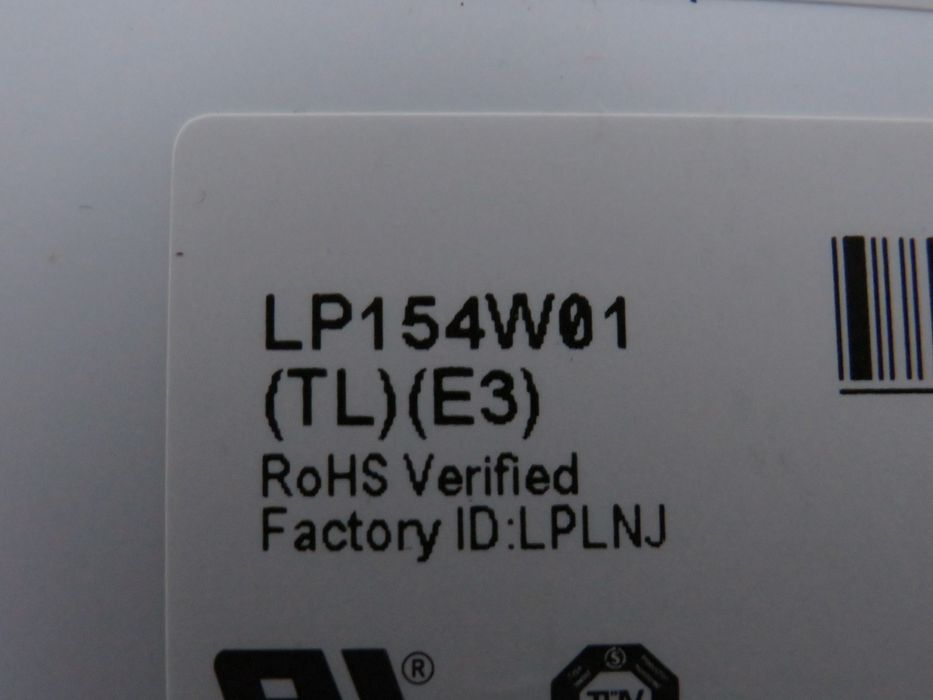 LP154W01
(TL)(E3)
RoHS Verified
Factory ID:LPLNJ
®